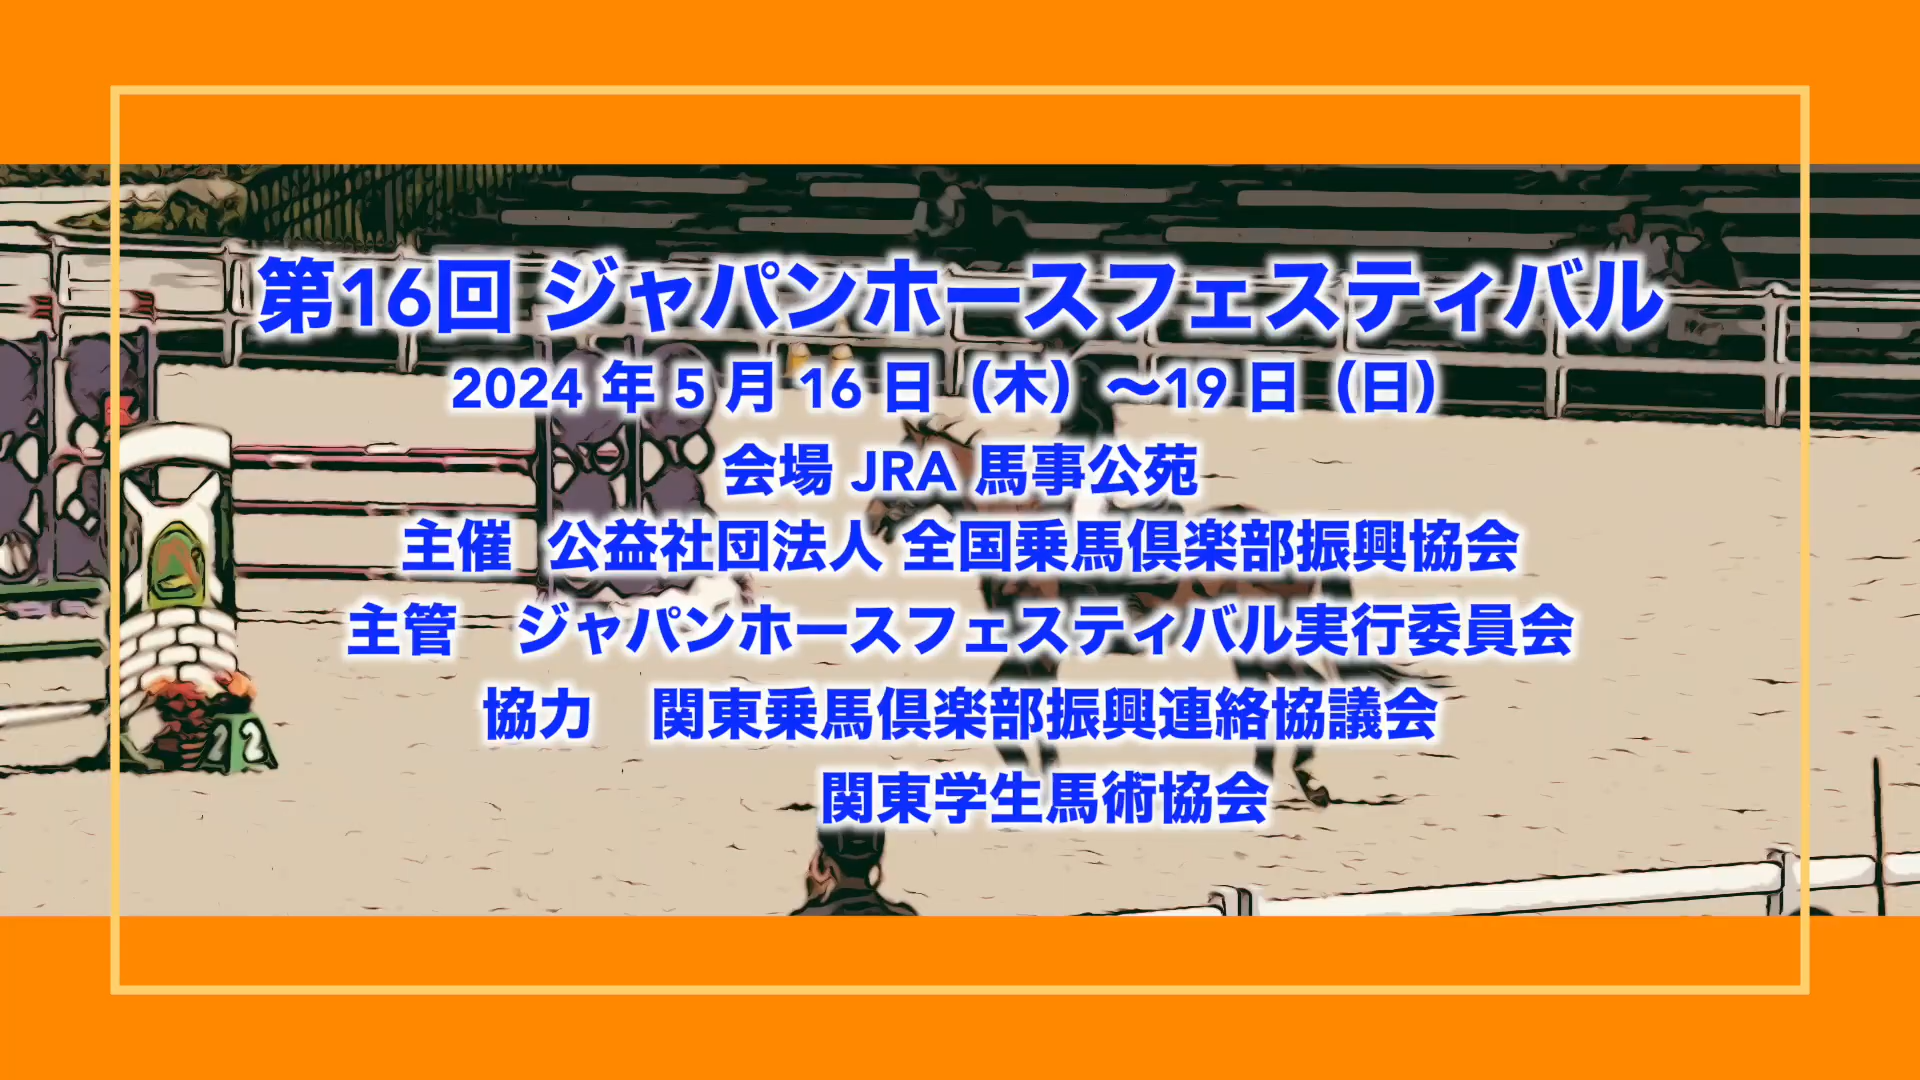 第16回 ジャパンホースフェスティバル
2024 年 5 月 16 日（木）～19 日（日）
会場 JRA 馬事公苑
主催 公益社団法人 全国乗馬倶楽部振興協会
主管　ジャパンホースフェスティバル実行委員会
協力　関東乗馬倶楽部振興連絡協議会
関東学生馬術協会
22